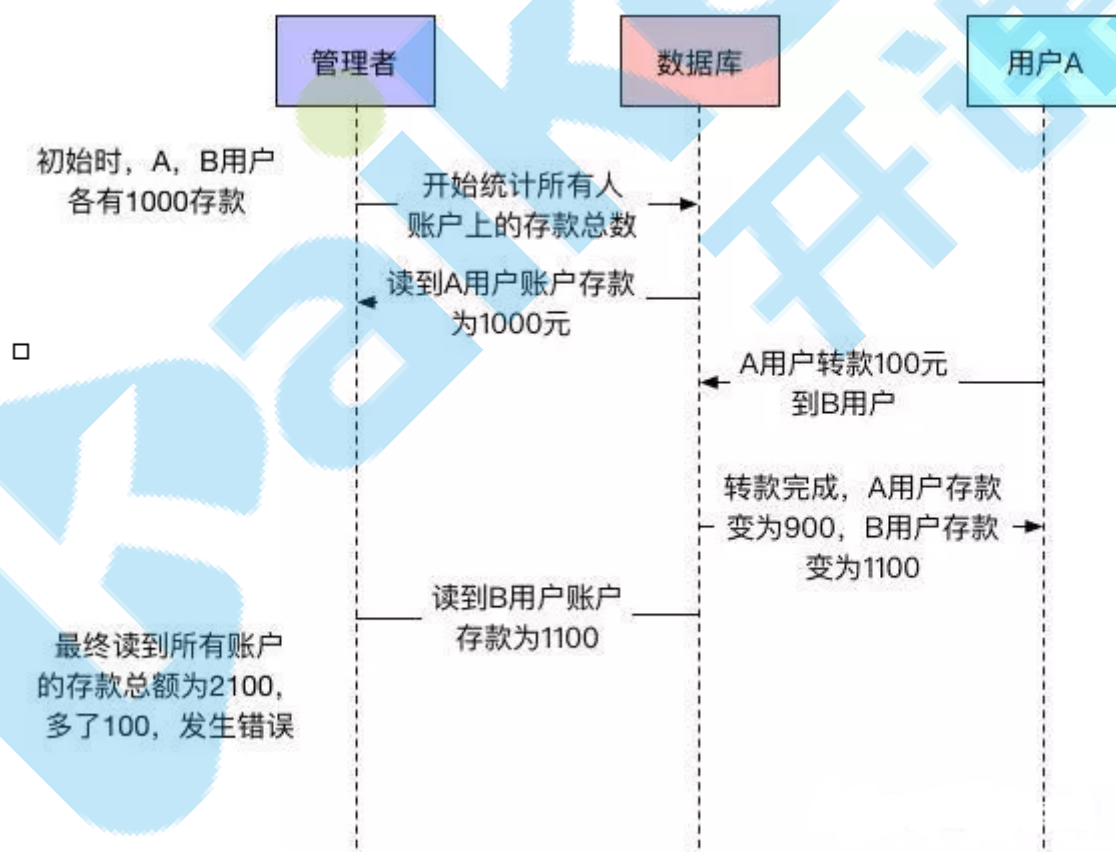 管理者
数据库
用户A
初始时，A，B用户
各有1000存款
开始统计所有人
账户上的存款总数
读到A用户账户存款
为1000元
A用户转款100元
到B用户
转款完成，A用户存款
变为900，B用户存款
变为1100
读到B用户账户
存款为1100
最终读到所有账户
的存款总额为2100，
多了100，发生错误